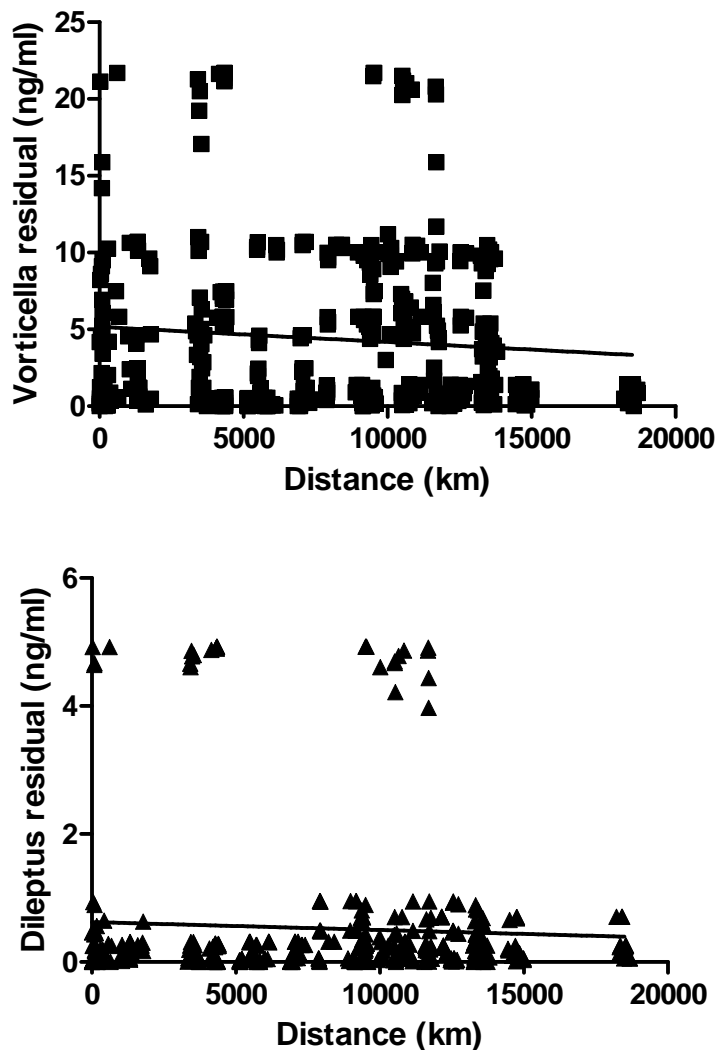 25
20
15
10
5
0
Vorticella residual (ng/ml)
0 5000 10000 15000 20000
Distance (km)
6
4
2
0
Dileptus residual (ng/ml)
0 5000 10000 15000 20000
Distance (km)